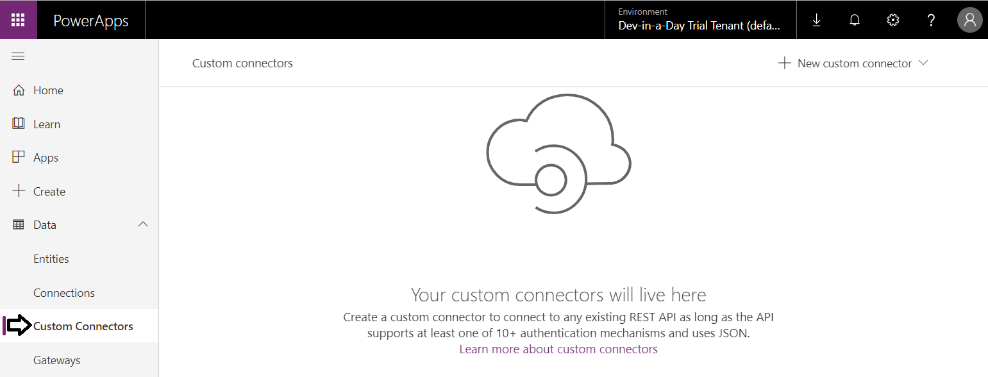 PowerApps
Environment
Dev-in-a-Day Trial Tenant (defa...
?
Custom connectors
New custom connector
Home
Learn
Apps
Create
Data
Entities
Connections
Custom Connectors
Gateways
Your custom connectors will live here
Create a custom connector to connect to any existing REST API as long as the API
supports at least one of 10+ authentication mechanisms and uses JSON.
Learn more about custom connectors